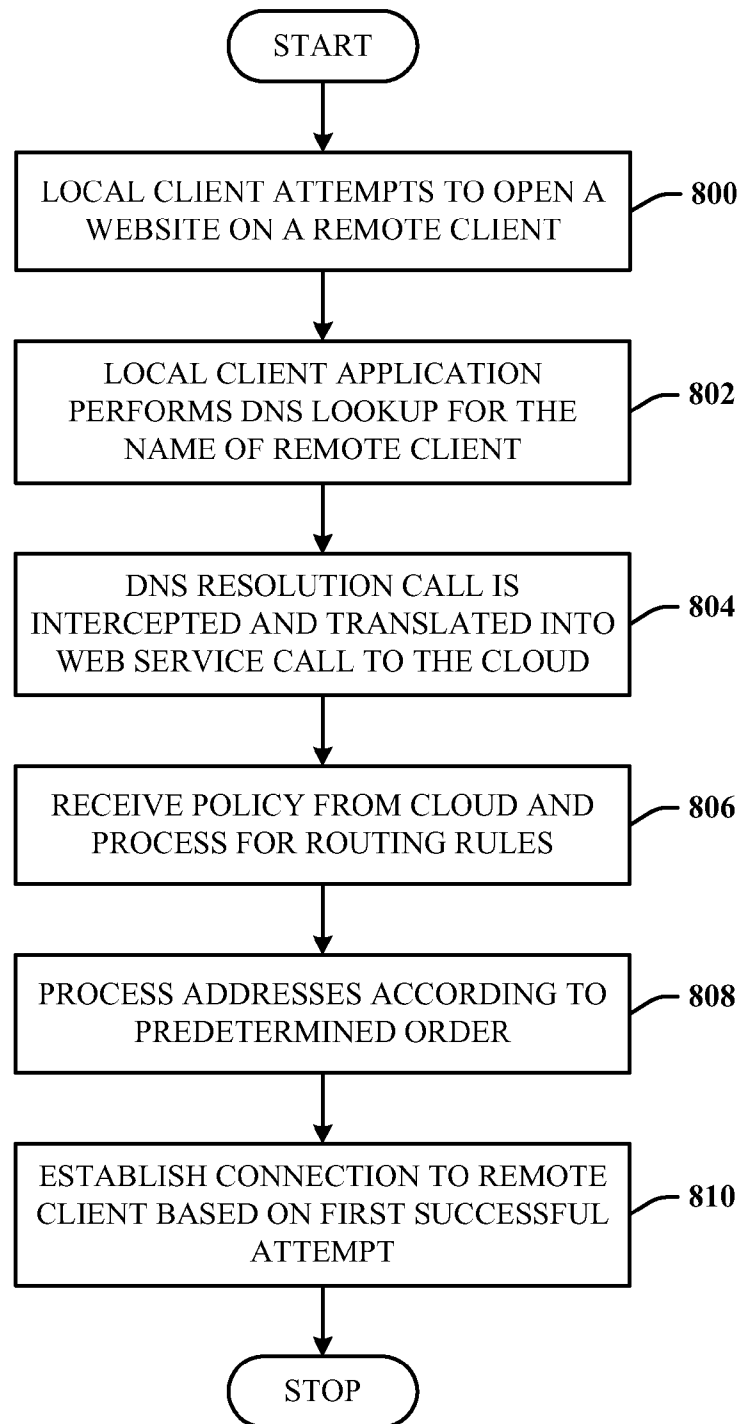 START
LOCAL CLIENT ATTEMPTS TO OPEN A
WEBSITE ON A REMOTE CLIENT
800
LOCAL CLIENT APPLICATION
PERFORMS DNS LOOKUP FOR THE
NAME OF REMOTE CLIENT
802
DNS RESOLUTION CALL IS
INTERCEPTED AND TRANSLATED INTO
WEB SERVICE CALL TO THE CLOUD
804
RECEIVE POLICY FROM CLOUD AND
PROCESS FOR ROUTING RULES
806
PROCESS ADDRESSES ACCORDING TO
PREDETERMINED ORDER
808
ESTABLISH CONNECTION TO REMOTE
CLIENT BASED ON FIRST SUCCESSFUL
ATTEMPT
810
STOP